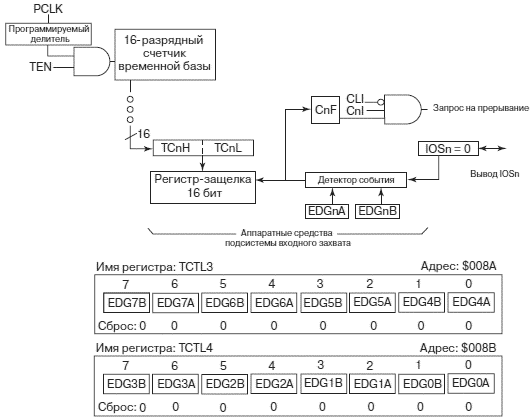 PCLK
Программируемый
делитель
TEN
16-разрядный
счетчик
временной базы
16
TCnH TCnL
Регистр-защелка
16 бит
CnF
CLI
CnI
Запрос на прерывание
IOSn = 0
Вывод IOSn
Детектор события
EDGnA EDGnB
Аппаратные средства
подсистемы входного захвата
Имя регистра: TCTL3 Адрес: $008A
7 6 5 4 3 2 1 0
EDG7B EDG7A EDG6B EDG6A EDG5B EDG5A EDG4B EDG4A
Сброс: 0 0 0 0 0 0 0 0
Имя регистра: TCTL4 Адрес: $008B
7 6 5 4 3 2 1 0
EDG3B EDG3A EDG2B EDG2A EDG1B EDG1A EDG0B EDG0A
Сброс: 0 0 0 0 0 0 0 0